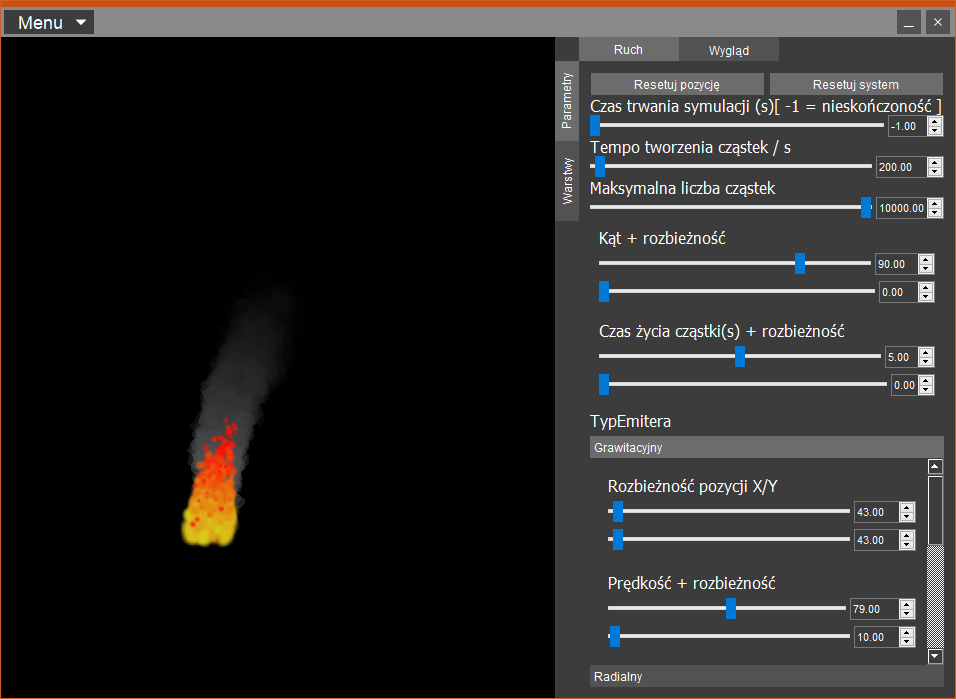 Menu
Ruch Wygląd
Parametry
Warstwy
Resetuj pozycję Resetuj system
Czas trwania symulacji (s)[ -1 = nieskończoność ]
-1.00
Tempo tworzenia cząstek / s
200.00
Maksymalna liczba cząstek
10000.00
Kąt + rozbieżność
90.00
0.00
Czas życia cząstki(s) + rozbieżność
5.00
0.00
TypEmitera
Grawitacyjny
Rozbieżność pozycji X/Y
43.00
43.00
Prędkość + rozbieżność
79.00
10.00
Radialny